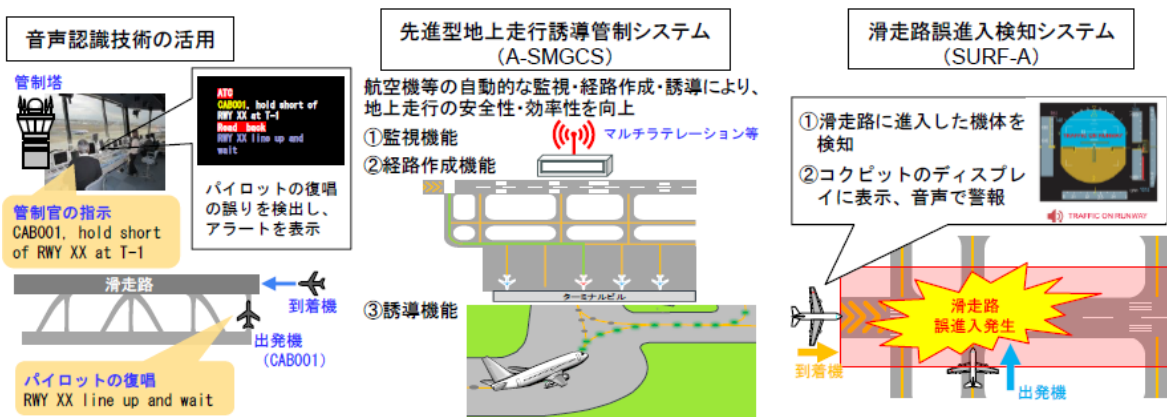 音声認識技術の活用
管制塔
ATC
CAB001, hold short of
RWY XX at T-1
Read back
RWY XX line up and
wait
パイロットの復唱
の誤りを検出し、
アラートを表示
管制官の指示
CAB001, hold short
of RWY XX at T-1
滑走路
到着機
出発機
(CAB001)
パイロットの復唱
RWY XX line up and wait
先進型地上走行誘導管制システム
(A-SMGCS)
航空機等の自動的な監視・経路作成・誘導により、
地上走行の安全性・効率性を向上
①監視機能
マルチラテレーション等
②経路作成機能
ターミナルビル
③誘導機能
滑走路誤進入検知システム
(SURF-A)
①滑走路に進入した機体を
検知
②コクピットのディスプレ
イに表示、音声で警報
TRAFFIC ON RUNWAY
TRAFFIC ON RUNWAY
滑走路
誤進入発生
到着機
出発機